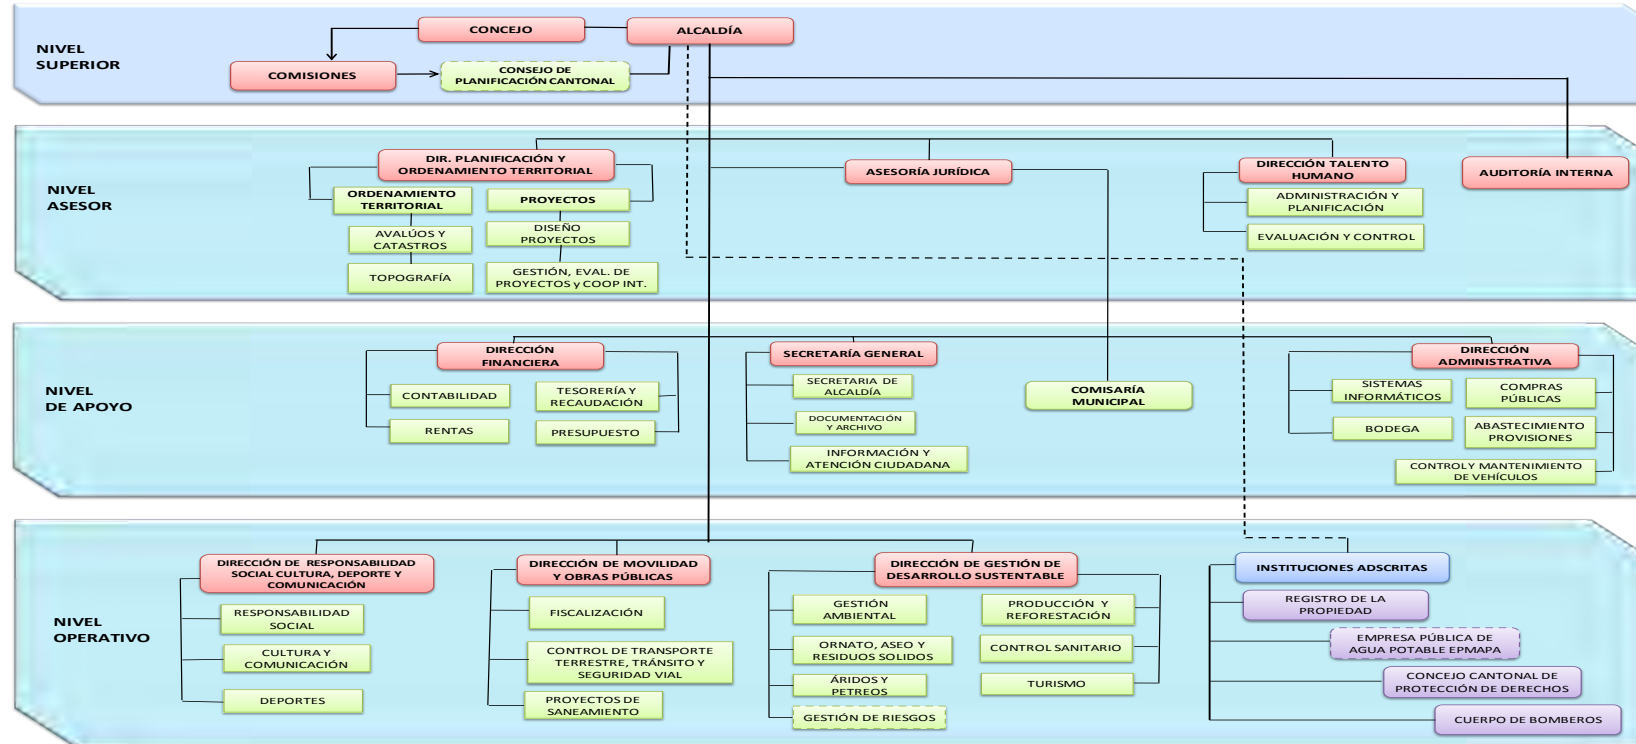 NIVEL
SUPERIOR
CONCEJO
ALCALDÍA
COMISIONES
CONSEJO DE
PLANIFICACIÓN CANTONAL
NIVEL
ASESOR
DIR. PLANIFICACIÓN Y
ORDENAMIENTO TERRITORIAL
ORDENAMIENTO
TERRITORIAL
AVALÚOS Y
CATASTROS
TOPOGRAFÍA
PROYECTOS
DISEÑO
PROYECTOS
GESTIÓN, EVAL. DE
PROYECTOS y COOP INT.
ASESORÍA JURÍDICA
DIRECCIÓN TALENTO
HUMANO
ADMINISTRACIÓN Y
PLANIFICACIÓN
EVALUACIÓN Y CONTROL
AUDITORÍA INTERNA
NIVEL
DE APOYO
DIRECCIÓN
FINANCIERA
CONTABILIDAD
RENTAS
TESORERÍA Y
RECAUDACIÓN
PRESUPUESTO
SECRETARÍA GENERAL
SECRETARIA DE
ALCALDÍA
DOCUMENTACIÓN
Y ARCHIVO
INFORMACIÓN Y
ATENCIÓN CIUDADANA
COMISARÍA
MUNICIPAL
DIRECCIÓN
ADMINISTRATIVA
SISTEMAS
INFORMÁTICOS
BODEGA
COMPRAS
PÚBLICAS
ABASTECIMIENTO
PROVISIONES
CONTROL Y MANTENIMIENTO
DE VEHÍCULOS
NIVEL
OPERATIVO
DIRECCIÓN DE RESPONSABILIDAD
SOCIAL CULTURA, DEPORTE Y
COMUNICACIÓN
RESPONSABILIDAD
SOCIAL
CULTURA Y
COMUNICACIÓN
DEPORTES
DIRECCIÓN DE MOVILIDAD
Y OBRAS PÚBLICAS
FISCALIZACIÓN
CONTROL DE TRANSPORTE
TERRESTRE, TRÁNSITO Y
SEGURIDAD VIAL
PROYECTOS DE
SANEAMIENTO
DIRECCIÓN DE GESTIÓN DE
DESARROLLO SUSTENTABLE
GESTIÓN
AMBIENTAL
ORNATO, ASEO Y
RESIDUOS SOLIDOS
ÁRIDOS Y
PETREOS
GESTIÓN DE RIESGOS
PRODUCCIÓN Y
REFORESTACIÓN
CONTROL SANITARIO
TURISMO
INSTITUCIONES ADSCRITAS
REGISTRO DE LA
PROPIEDAD
EMPRESA PÚBLICA DE
AGUA POTABLE EPMAPA
CONCEJO CANTONAL DE
PROTECCIÓN DE DERECHOS
CUERPO DE BOMBEROS